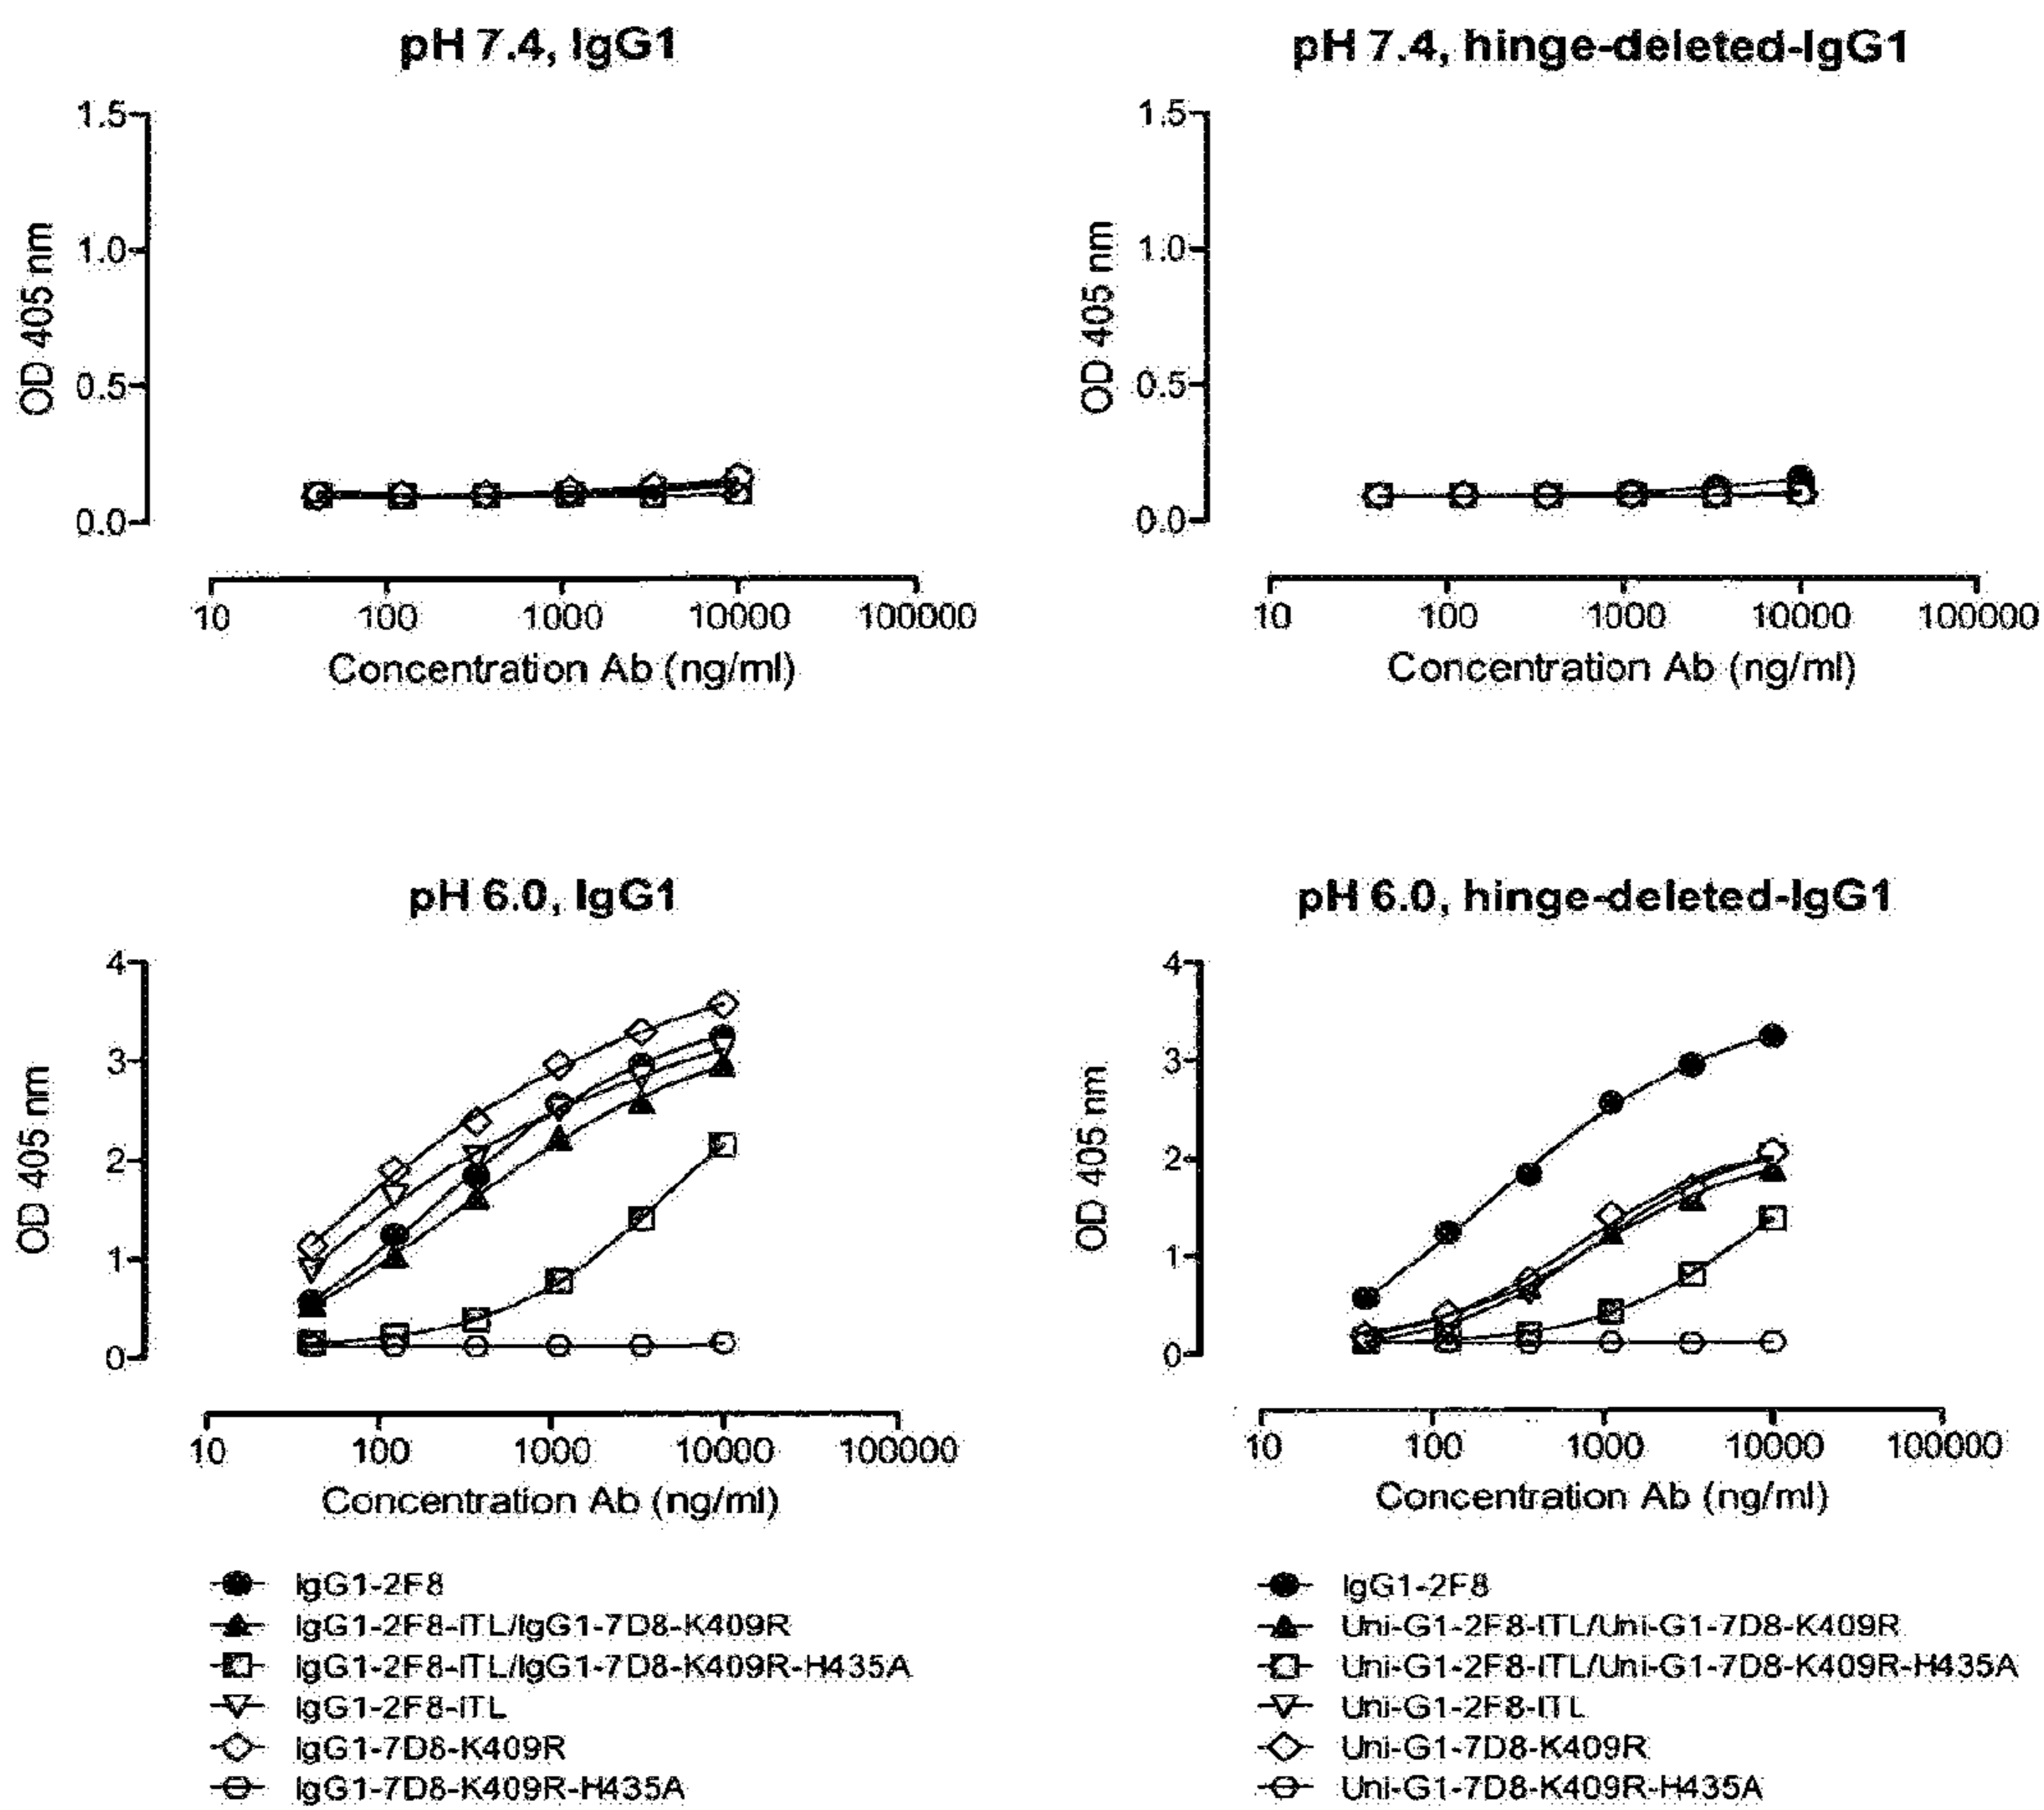 pH 7.4, IgG1
1.5
1.0
0.5
0.0
OD 405 nm
10 100 1000 10000 100000
Concentration Ab (ng/ml)
pH 7.4, hinge-deleted-IgG1
1.5
1.0
0.5
0.0
OD 405 nm
10 100 1000 10000 100000
Concentration Ab (ng/ml)
pH 6.0, IgG1
4
3
2
1
0
OD 405 nm
10 100 1000 10000 100000
Concentration Ab (ng/ml)
pH 6.0, hinge-deleted-IgG1
4
3
2
1
0
OD 405 nm
10 100 1000 10000 100000
Concentration Ab (ng/ml)
IgG1-2F8
IgG1-2F8-ITL/IgG1-7D8-K409R
IgG1-2F8-ITL/IgG1-7D8-K409R-H435A
IgG1-2F8-ITL
IgG1-7D8-K409R
IgG1-7D8-K409R-H435A
IgG1-2F8
Uni-G1-2F8-ITL/Uni-G1-7D8-K409R
Uni-G1-2F8-ITL/Uni-G1-7D8-K409R-H435A
Uni-G1-2F8-ITL
Uni-G1-7D8-K409R
Uni-G1-7D8-K409R-H435A